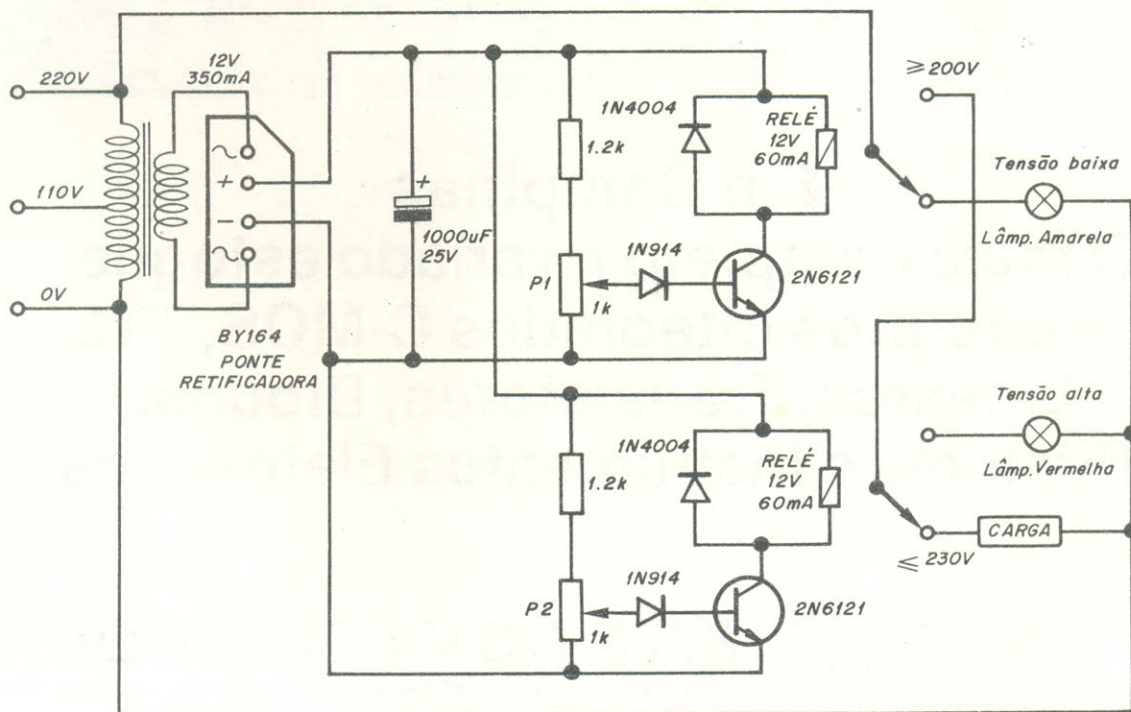 220V
110V
0V
12V
350mA
~
+
−
~
BY164
PONTE
RETIFICADORA
+
1000uF
25V
1.2k
P1
1k
1N914
1N4004
RELÉ
12V
60mA
2N6121
1.2k
P2
1k
1N914
1N4004
RELÉ
12V
60mA
2N6121
≥200V
Tensão baixa
Lâmp. Amarela
Tensão alta
Lâmp. Vermelha
CARGA
≤ 230V